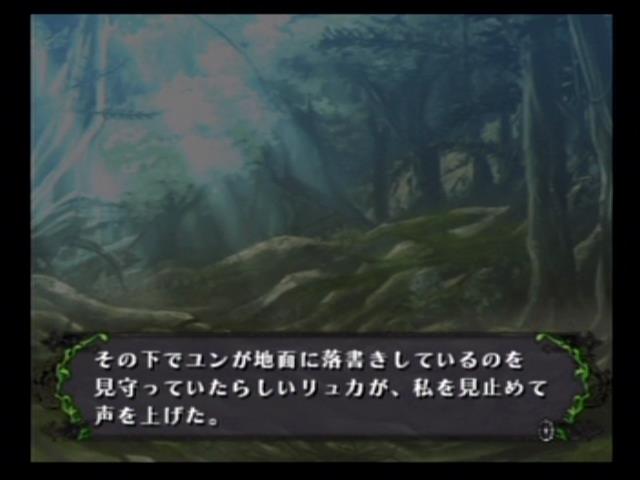 その下でユンが地面に落書きしているのを
見守っていたらしいリュカが、私を見止めて
声を上げた。